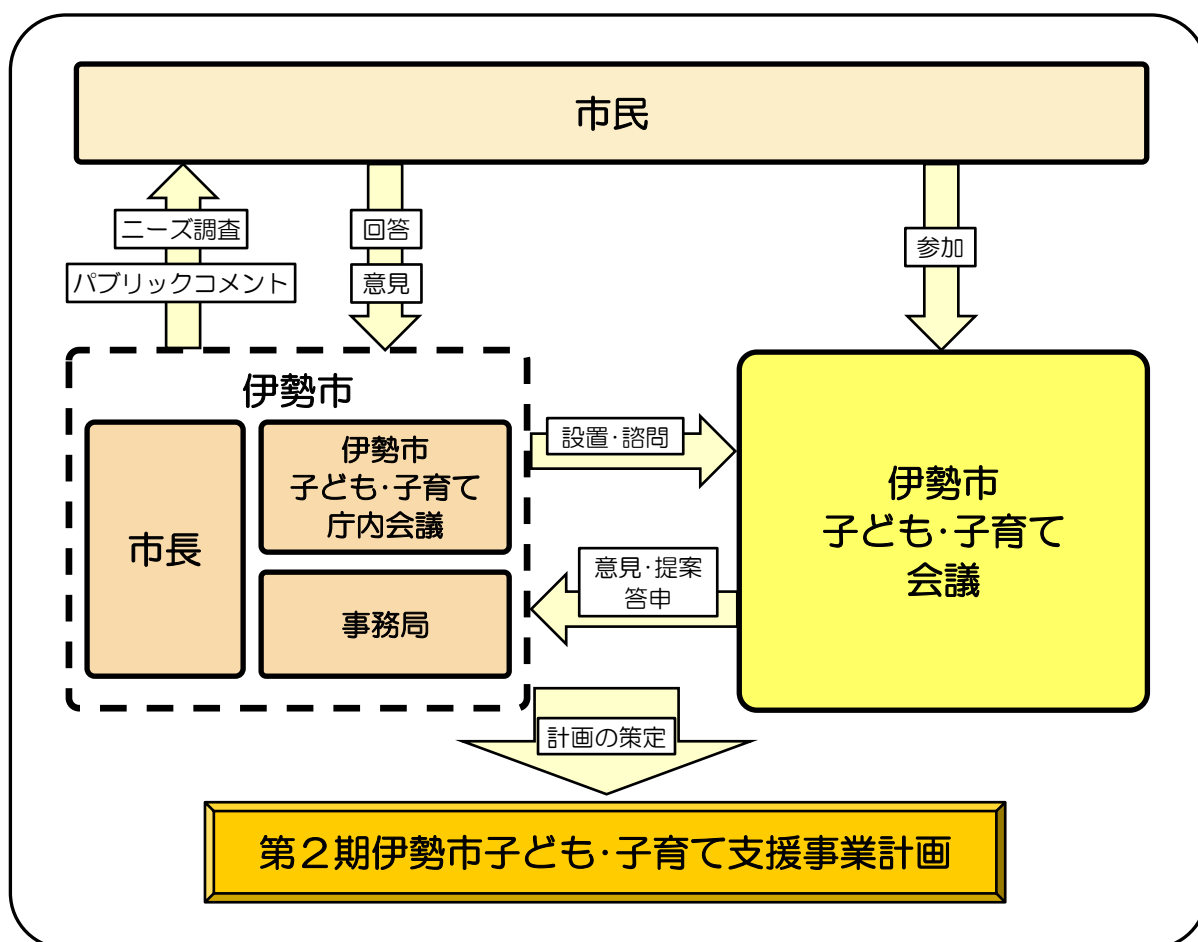 市民
ニーズ調査
パブリックコメント
回答
意見
参加
伊勢市
市長
伊勢市
子ども･子育て
庁内会議
事務局
設置･諮問
意見･提案
答申
伊勢市
子ども･子育て
会議
計画の策定
第２期伊勢市子ども･子育て支援事業計画